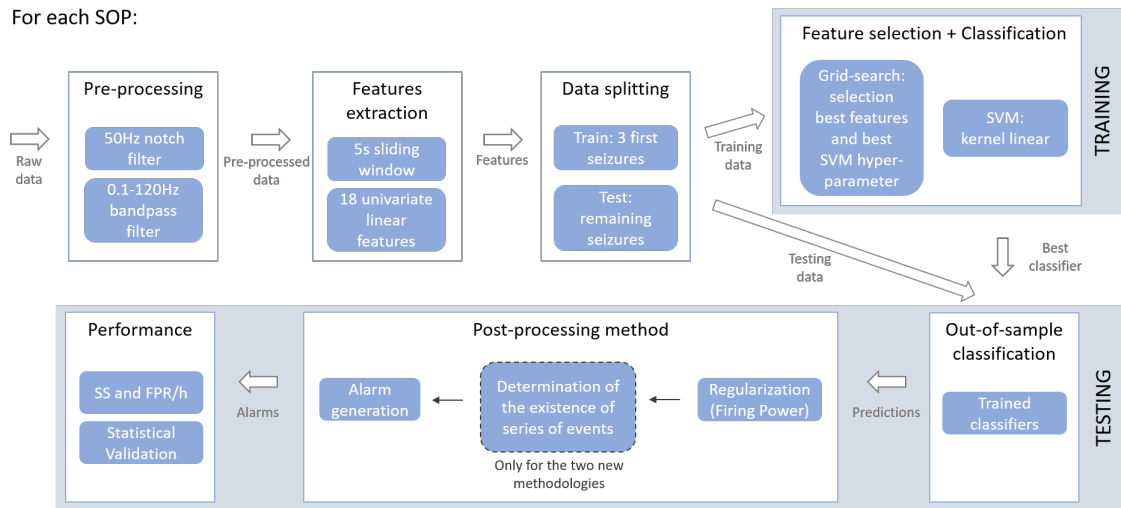 For each SOP:
Raw
data
Pre-processing
50Hz notch
filter
0.1-120Hz
bandpass
filter
Pre-processed
data
Features
extraction
5s sliding
window
18 univariate
linear
features
Features
Data splitting
Train: 3 first
seizures
Test:
remaining
seizures
Training
data
Testing
data
Feature selection + Classification
Grid-search:
selection
best features
and best
SVM hyper-
parameter
SVM:
kernel linear
TRAINING
Best
classifier
Out-of-sample
classification
Trained
classifiers
TESTING
Predictions
Post-processing method
Regularization
(Firing Power)
Determination of
the existence of
series of events
Only for the two new
methodologies
Alarm
generation
Alarms
Performance
SS and FPR/h
Statistical
Validation